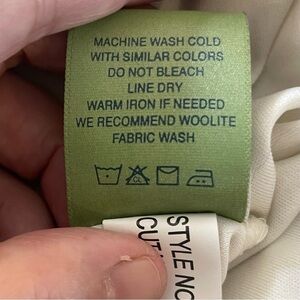 MACHINE WASH COLD
WITH SIMILAR COLORS
DO NOT BLEACH
LINE DRY
WARM IRON IF NEEDED
WE RECOMMEND WOOLITE
FABRIC WASH
CL
STYLE NO
CUT